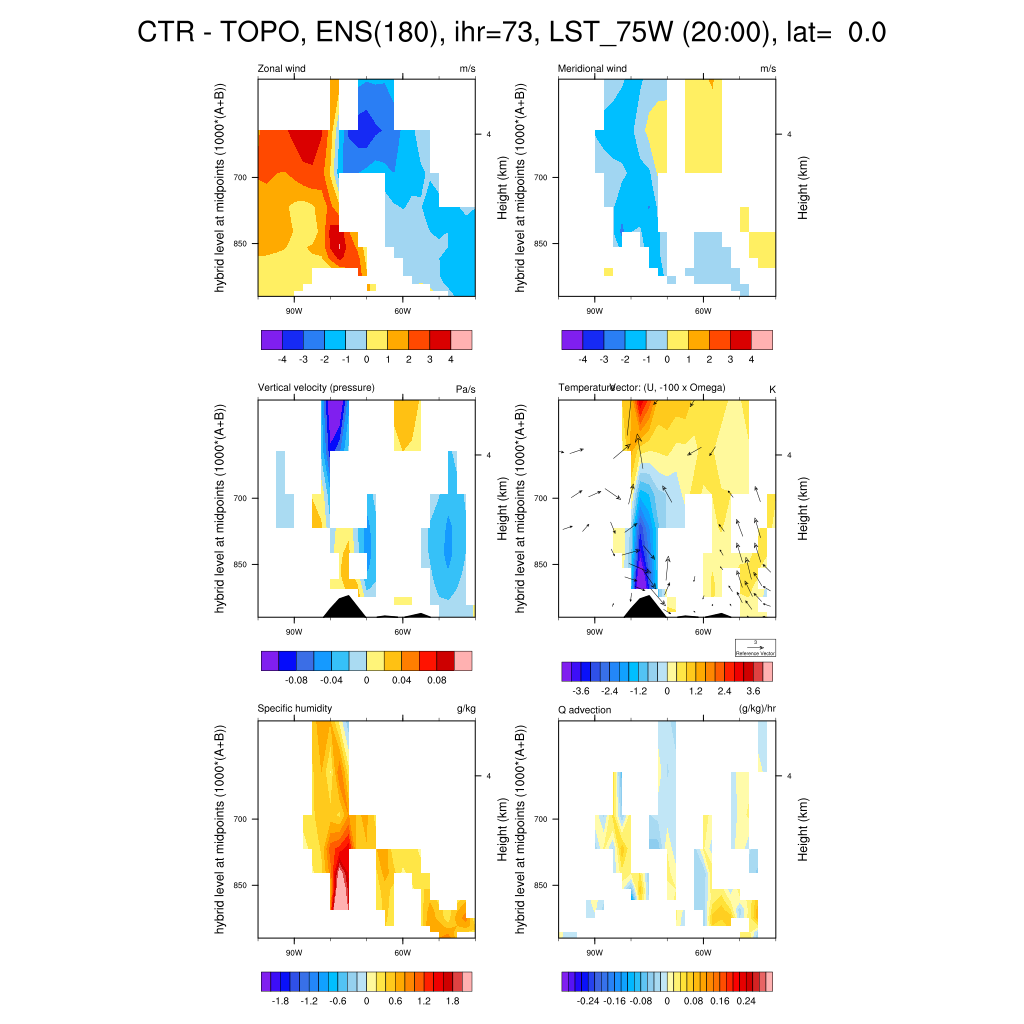 CTR - TOPO, ENS(180), ihr=73, LST_75W (20:00), lat= 0.0
Zonal wind m/s
hybrid level at midpoints (1000*(A+B))
Height (km)
4
700
850
90W 60W
-4 -3 -2 -1 0 1 2 3 4
Meridional wind m/s
hybrid level at midpoints (1000*(A+B))
Height (km)
4
700
850
90W 60W
-4 -3 -2 -1 0 1 2 3 4
Vertical velocity (pressure) Pa/s
hybrid level at midpoints (1000*(A+B))
Height (km)
4
700
850
90W 60W
-0.08 -0.04 0 0.04 0.08
Temperature Vector: (U, -100 x Omega) K
hybrid level at midpoints (1000*(A+B))
Height (km)
4
700
850
90W 60W
3
Reference Vector
-3.6 -2.4 -1.2 0 1.2 2.4 3.6
Specific humidity g/kg
hybrid level at midpoints (1000*(A+B))
Height (km)
4
700
850
90W 60W
-1.8 -1.2 -0.6 0 0.6 1.2 1.8
Q advection (g/kg)/hr
hybrid level at midpoints (1000*(A+B))
Height (km)
4
700
850
90W 60W
-0.24 -0.16 -0.08 0 0.08 0.16 0.24